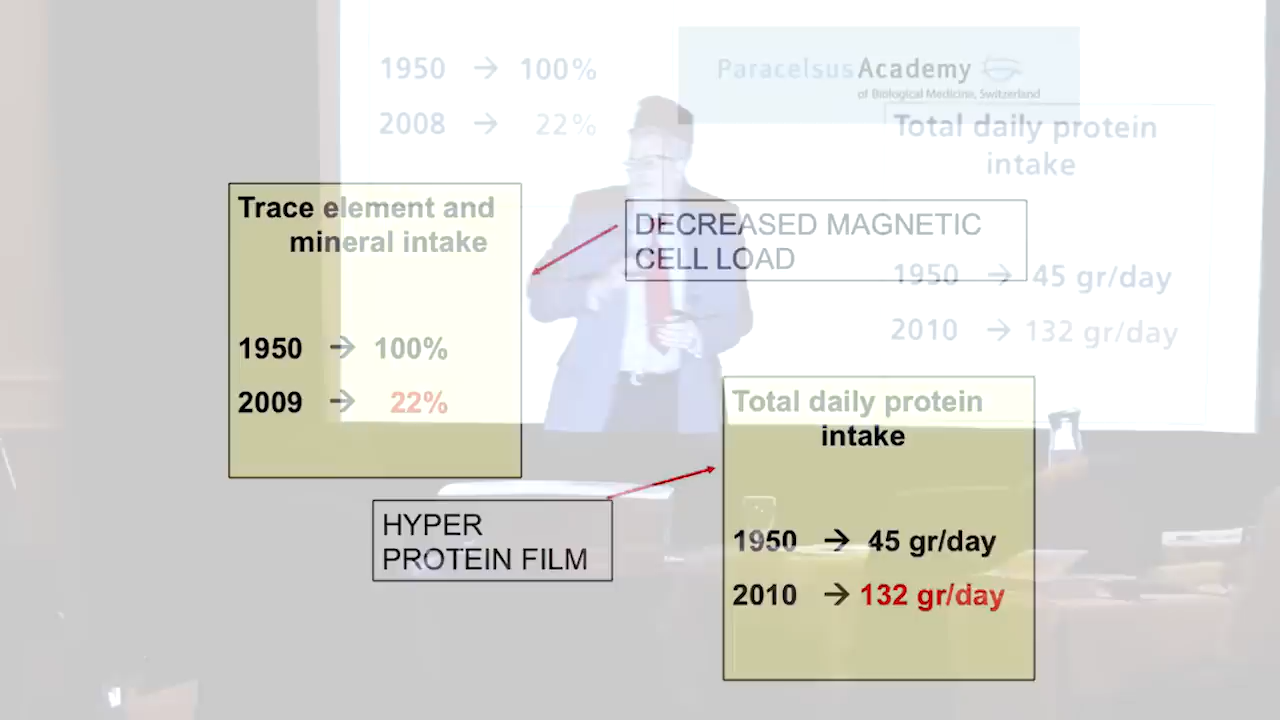 1950 → 100%
2008 → 22%
Paracelsus Academy
of Biological Medicine, Switzerland
Total daily protein
intake
1950 → 45 gr/day
2010 → 132 gr/day
Trace element and
mineral intake
1950 → 100%
2009 → 22%
DECREASED MAGNETIC
CELL LOAD
HYPER
PROTEIN FILM
Total daily protein
intake
1950 → 45 gr/day
2010 → 132 gr/day